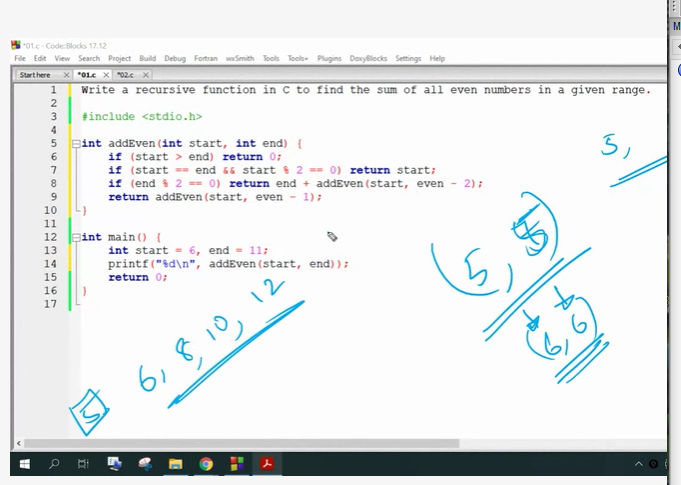 *01.c - Code::Blocks 17.12
File Edit View Search Project Build Debug Fortran wxSmith Tools Tools+ Plugins DoxyBlocks Settings Help
Start here × *01.c × *02.c ×
1 Write a recursive function in C to find the sum of all even numbers in a given range.
2
3 #include <stdio.h>
4
5 int addEven(int start, int end) {
6 if (start > end) return 0;
7 if (start == end && start % 2 == 0) return start;
8 if (end % 2 == 0) return end + addEven(start, even - 2);
9 return addEven(start, even - 1);
10 }
11
12 int main() {
13 int start = 6, end = 11;
14 printf("%d\n", addEven(start, end));
15 return 0;
16 }
17
5,
(5, 5)
(6, 6)
6, 8, 10, 12
5
M